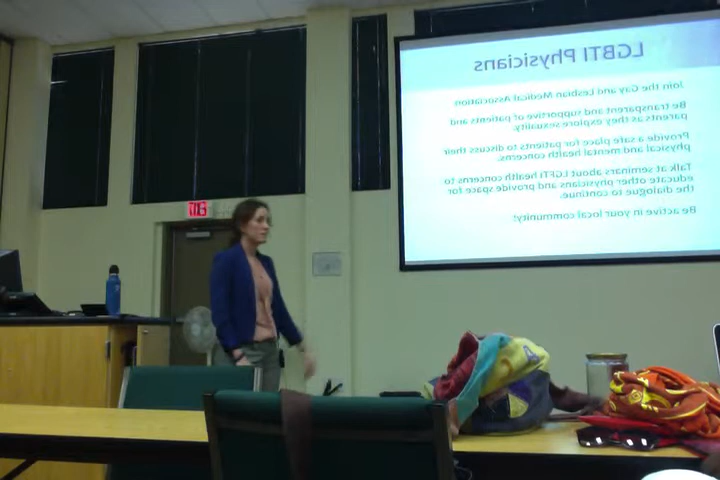 LGBTI Physicians
Join the Gay and Lesbian Medical Association
Be transparent and supportive of patients and
parents as they explore sexuality.
Provide a safe place for patients to discuss their
physical and mental health concerns.
Talk at seminars about LGBTI health concerns to
educate other physicians and provide space for
the dialogue to continue.
Be active in your local community!
EXIT